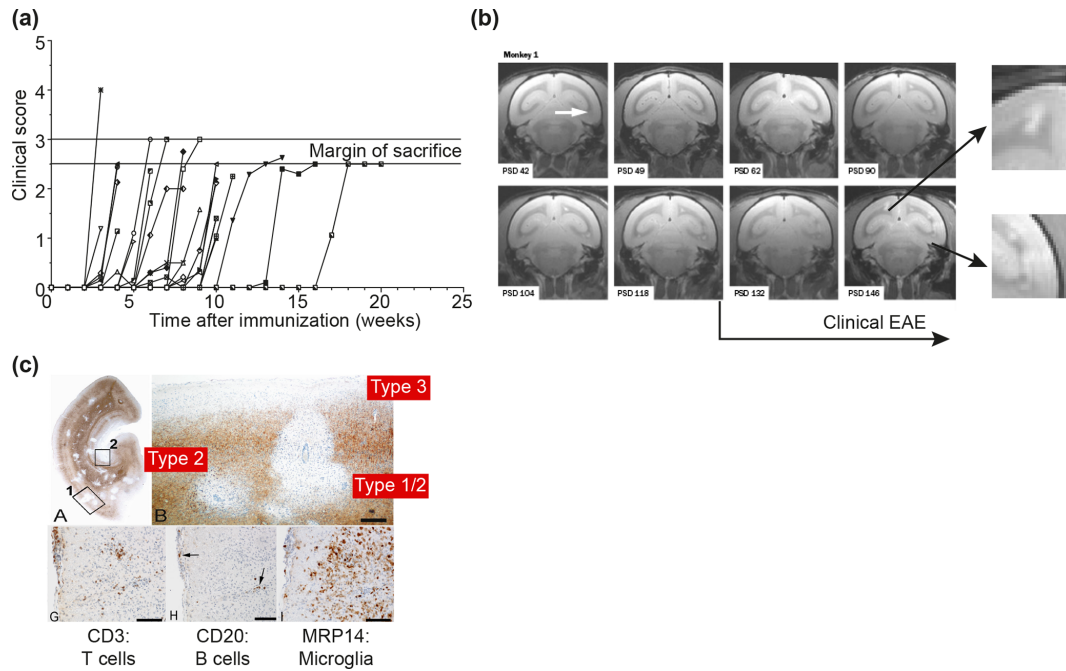 (a)
5
4
3
2
1
0
Clinical score
Margin of sacrifice
0
5
10
15
20
25
Time after immunization (weeks)
(b)
Monkey 1
PSD 42
PSD 49
PSD 62
PSD 90
PSD 104
PSD 118
PSD 132
PSD 146
Clinical EAE
(c)
2
1
A
Type 3
Type 2
Type 1/2
B
G
H
I
CD3:
T cells
CD20:
B cells
MRP14:
Microglia